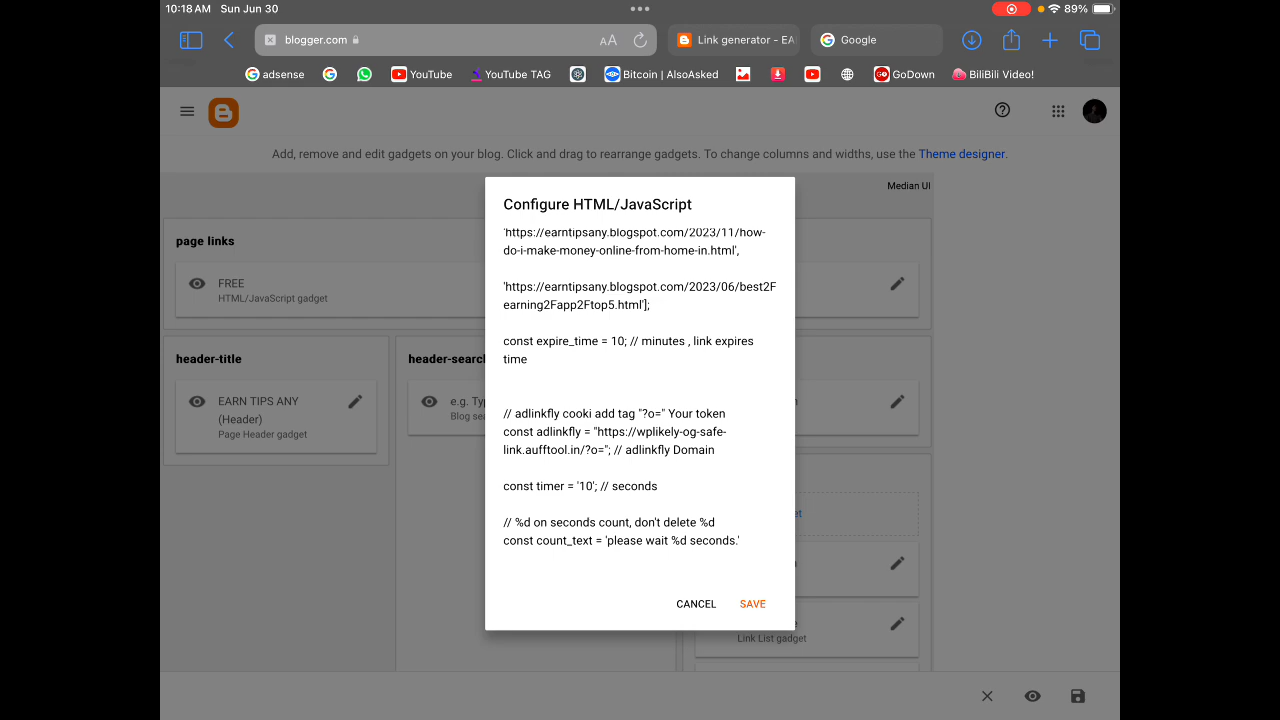 10:18 AM Sun Jun 30
89%
blogger.com
AA
Link generator - EA
Google
adsense
YouTube
YouTube TAG
Bitcoin | AlsoAsked
GoDown
BiliBili Video!
Add, remove and edit gadgets on your blog. Click and drag to rearrange gadgets. To change columns and widths, use the Theme designer.
Median UI
page links
FREE
HTML/JavaScript gadget
header-title
EARN TIPS ANY
(Header)
Page Header gadget
header-search
e.g. Ty
Blog sea
Configure HTML/JavaScript
'https://earntipsany.blogspot.com/2023/11/how-
do-i-make-money-online-from-home-in.html',
'https://earntipsany.blogspot.com/2023/06/best2F
earning2Fapp2Ftop5.html'];
const expire_time = 10; // minutes , link expires
time
// adlinkfly cooki add tag "?o=" Your token
const adlinkfly = "https://wplikely-og-safe-
link.aufftool.in/?o="; // adlinkfly Domain
const timer = '10'; // seconds
// %d on seconds count, don't delete %d
const count_text = 'please wait %d seconds.'
CANCEL
SAVE
Link List gadget